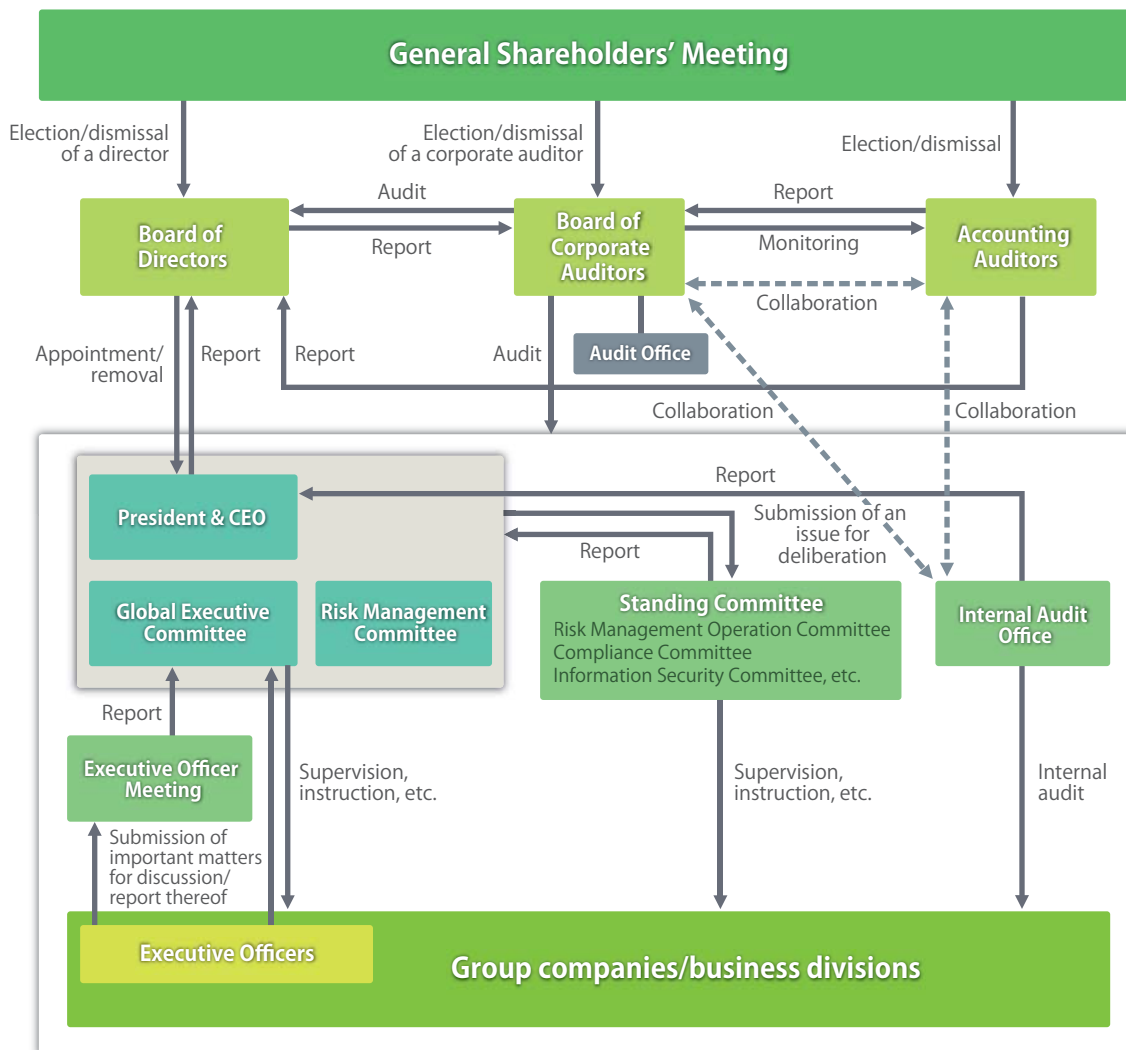 General Shareholders’ Meeting
Election/dismissal
of a director
Election/dismissal
of a corporate auditor
Election/dismissal
Audit
Report
Board of
Directors
Report
Board of
Corporate
Auditors
Monitoring
Accounting
Auditors
Collaboration
Appointment/
removal
Report
Report
Audit
Audit Office
Collaboration
Collaboration
President & CEO
Report
Submission of an
issue for
deliberation
Report
Global Executive
Committee
Risk Management
Committee
Standing Committee
Risk Management Operation Committee
Compliance Committee
Information Security Committee, etc.
Internal Audit
Office
Report
Executive Officer
Meeting
Supervision,
instruction, etc.
Supervision,
instruction, etc.
Internal
audit
Submission of
important matters
for discussion/
report thereof
Executive Officers
Group companies/business divisions